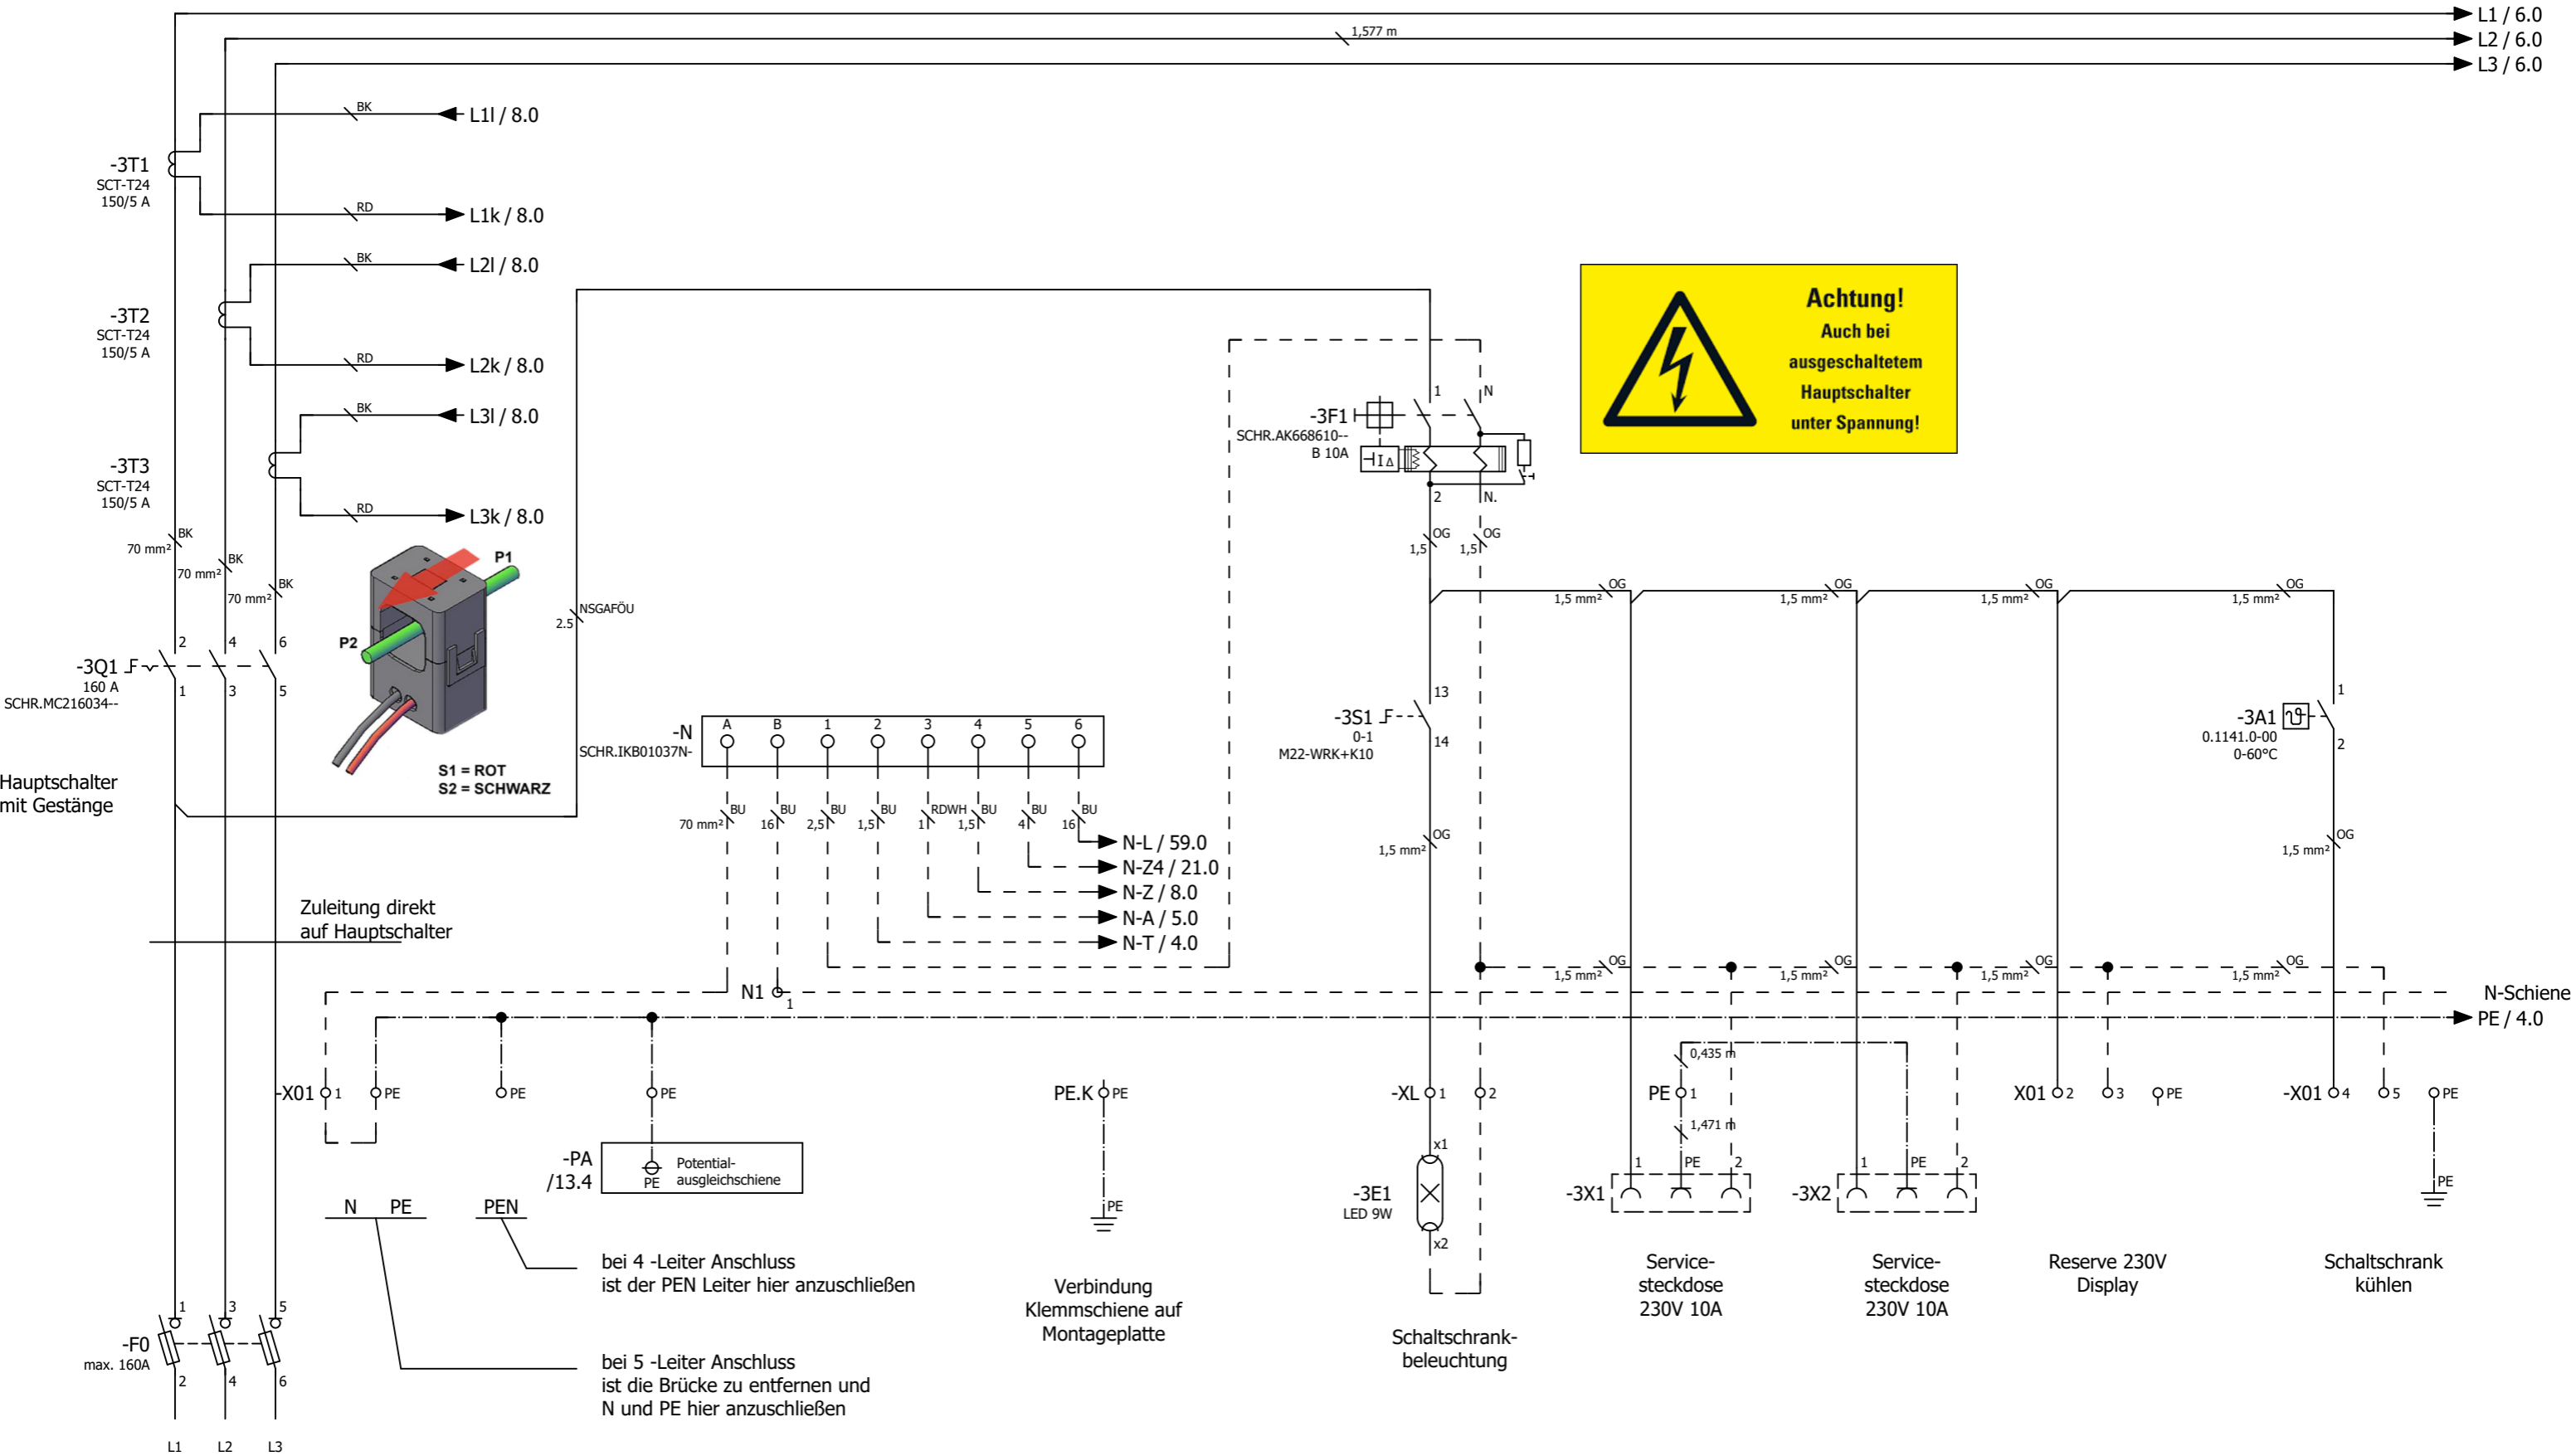 L1 / 6.0
1,577 m
L2 / 6.0
L3 / 6.0
BK
L1l / 8.0
-3T1
SCT-T24
150/5 A
RD
L1k / 8.0
BK
L2l / 8.0
-3T2
SCT-T24
150/5 A
RD
L2k / 8.0
BK
L3l / 8.0
-3T3
SCT-T24
150/5 A
RD
L3k / 8.0
BK
70 mm²
BK
70 mm²
BK
70 mm²
P1
P2
S1 = ROT
S2 = SCHWARZ
NSGAFÖU
2.5
2 4 6
-3Q1
160 A
SCHR.MC216034--
1 3 5
Hauptschalter
mit Gestänge
Zuleitung direkt
auf Hauptschalter
Achtung!
Auch bei
ausgeschaltetem
Hauptschalter
unter Spannung!
1 N
-3F1
SCHR.AK668610--
B 10A
I Δ
2 N.
OG OG
1,5 1,5
OG OG OG OG
1,5 mm² 1,5 mm² 1,5 mm² 1,5 mm²
-N
SCHR.IKB01037N-
A B 1 2 3 4 5 6
BU BU BU BU RDWH BU BU BU
70 mm² 16 2,5 1,5 1 1,5 4 16
N-L / 59.0
N-Z4 / 21.0
N-Z / 8.0
N-A / 5.0
N-T / 4.0
13
-3S1
0-1
M22-WRK+K10
14
OG
1,5 mm²
1
-3A1
ϑ
0.1141.0-00
0-60°C
2
OG
1,5 mm²
OG OG OG OG
1,5 mm² 1,5 mm² 1,5 mm² 1,5 mm²
N1
1
N-Schiene
PE / 4.0
-X01 1 PE
PE
PE
-PA
/13.4
PE
Potential-
ausgleichschiene
PE.K PE
PE
Verbindung
Klemmschiene auf
Montageplatte
-XL 1 2
x1
-3E1
LED 9W
x2
Schaltschrank-
beleuchtung
0,435 m
PE 1
1,471 m
1 PE 2
-3X1
Service-
steckdose
230V 10A
1 PE 2
-3X2
Service-
steckdose
230V 10A
X01 2 3 PE
Reserve 230V
Display
-X01 4 5 PE
PE
Schaltschrank
kühlen
N PE
PEN
bei 4 -Leiter Anschluss
ist der PEN Leiter hier anzuschließen
bei 5 -Leiter Anschluss
ist die Brücke zu entfernen und
N und PE hier anzuschließen
1 3 5
-F0
max. 160A
2 4 6
L1 L2 L3